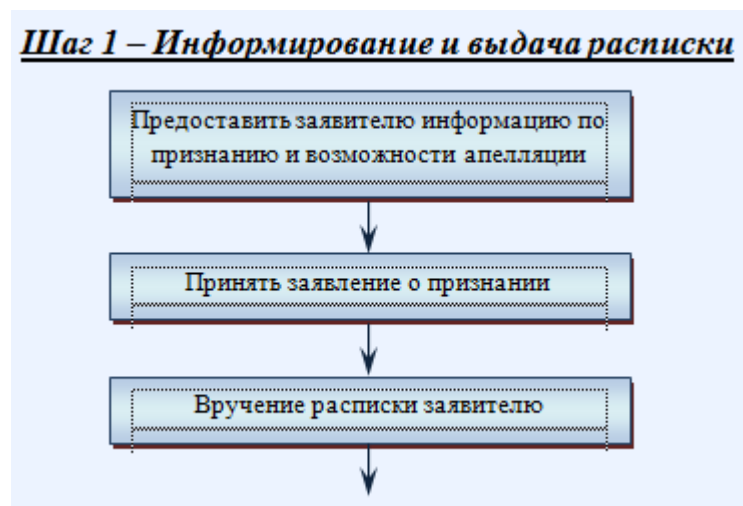 Шаг 1 – Информирование и выдача расписки
Предоставить заявителю информацию по
признанию и возможности апелляции
Принять заявление о признании
Вручение расписки заявителю